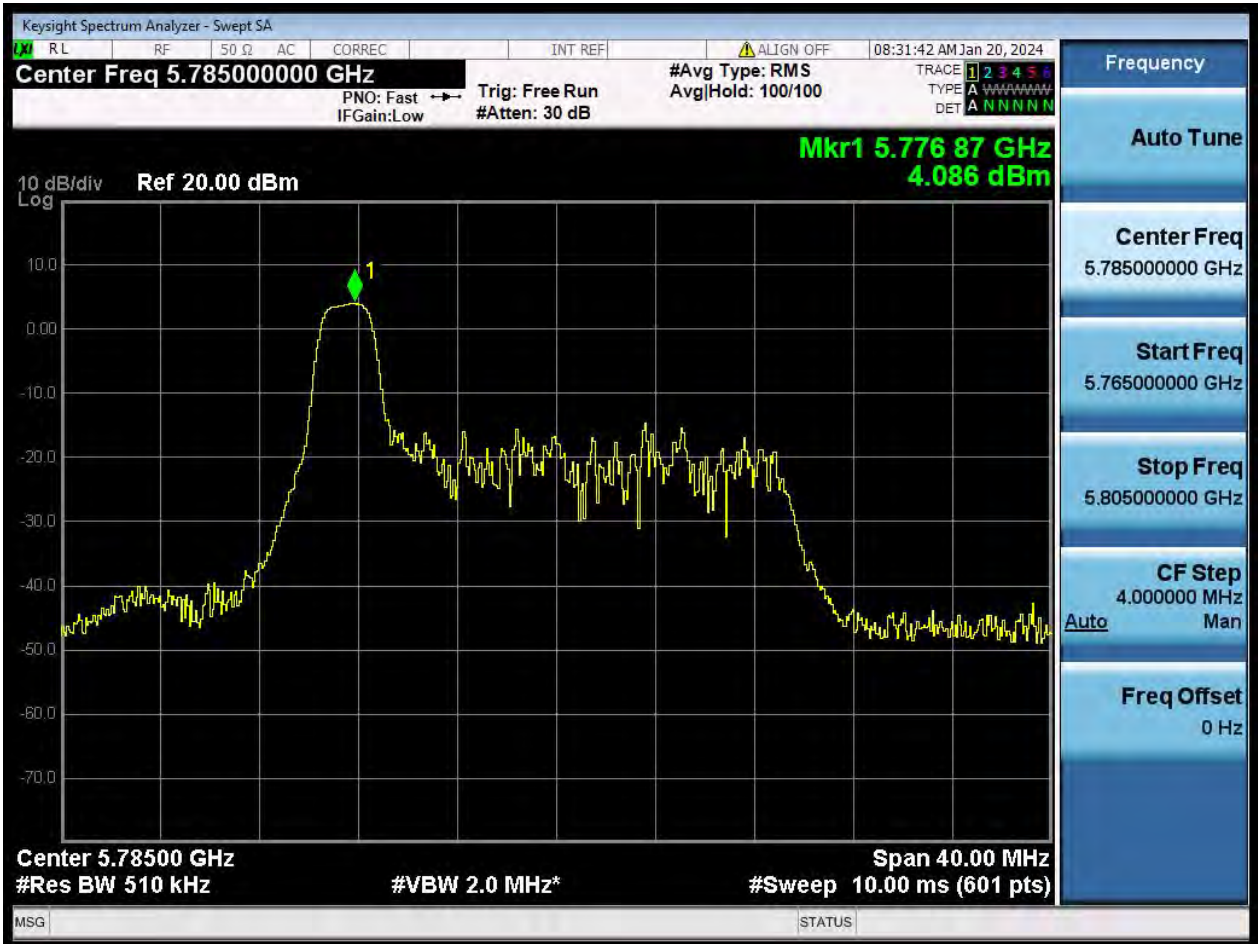 Keysight Spectrum Analyzer - Swept SA
LXI RL RF 50 Ω AC CORREC INT REF ALIGN OFF 08:31:42 AM Jan 20, 2024
Center Freq 5.785000000 GHz
PNO: Fast
IFGain:Low
Trig: Free Run
#Atten: 30 dB
#Avg Type: RMS
Avg|Hold: 100/100
TRACE 1 2 3 4 5 6
TYPE A WWWWW
DET A N N N N N
Mkr1 5.776 87 GHz
4.086 dBm
10 dB/div Ref 20.00 dBm
Log
10.0
0.00
-10.0
-20.0
-30.0
-40.0
-50.0
-60.0
-70.0
1
Center 5.78500 GHz Span 40.00 MHz
#Res BW 510 kHz #VBW 2.0 MHz* #Sweep 10.00 ms (601 pts)
MSG STATUS
Frequency
Auto Tune
Center Freq
5.785000000 GHz
Start Freq
5.765000000 GHz
Stop Freq
5.805000000 GHz
CF Step
4.000000 MHz
Auto Man
Freq Offset
0 Hz